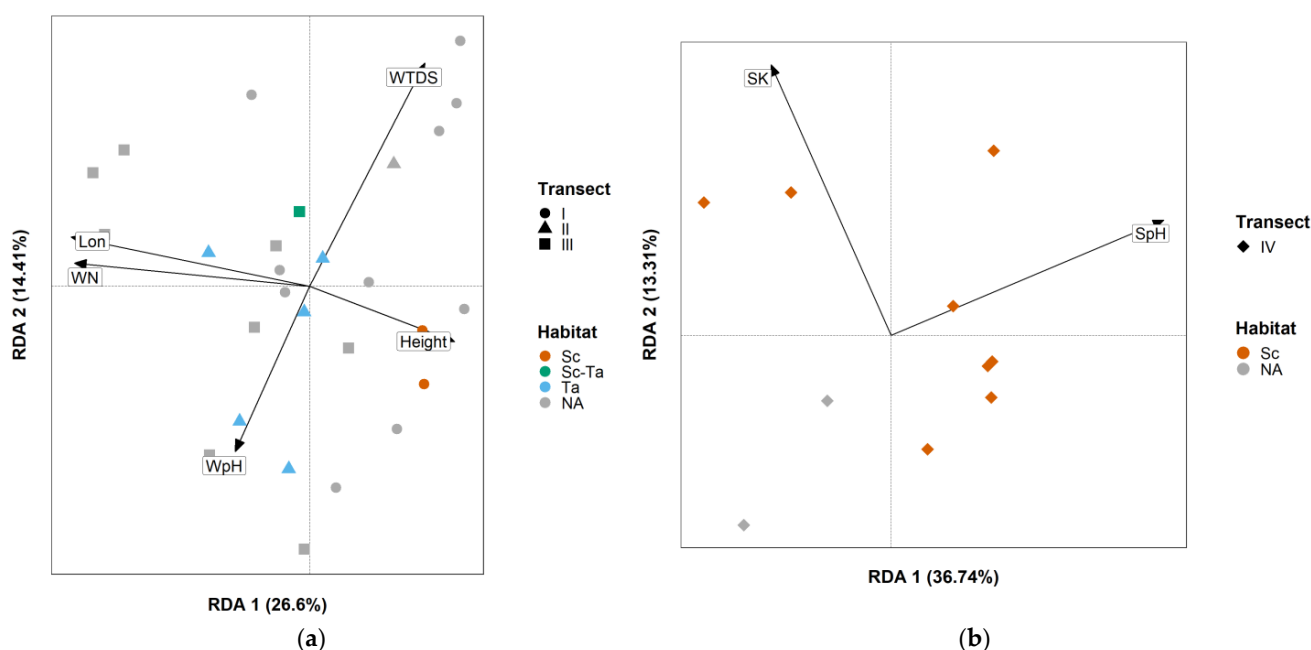 WTDS
Lon
WN
Height
WpH
RDA 2 (14.41%)
RDA 1 (26.6%)
Transect
I
II
III
Habitat
Sc
Sc-Ta
Ta
NA
(a)
SK
SpH
RDA 2 (13.31%)
RDA 1 (36.74%)
Transect
IV
Habitat
Sc
NA
(b)